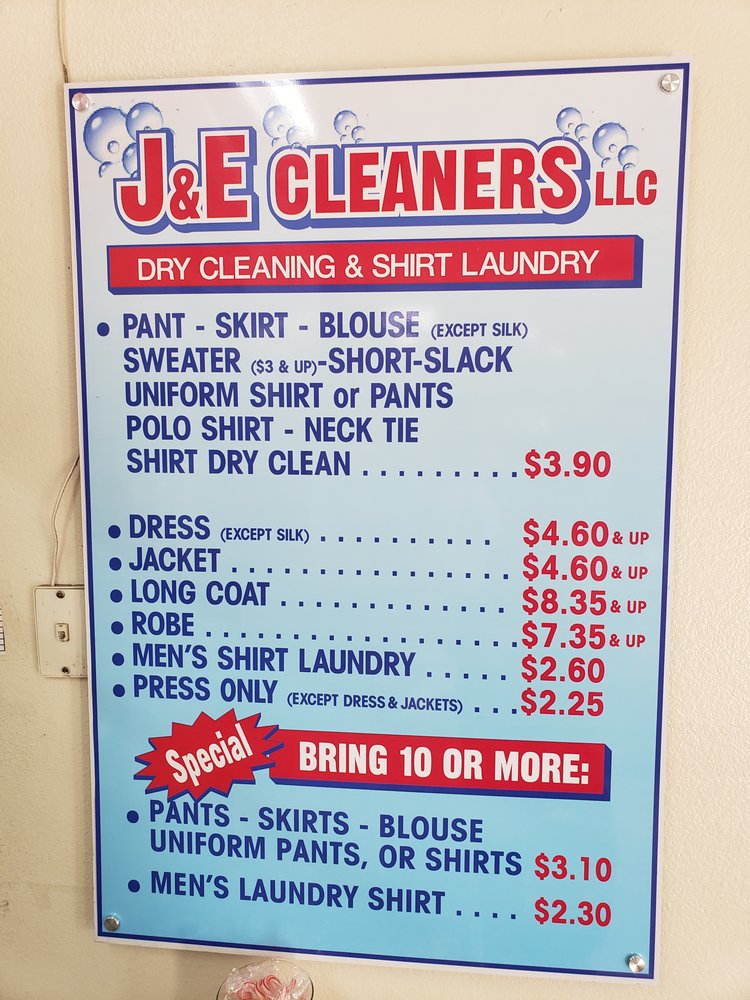 J&E CLEANERS LLC
DRY CLEANING & SHIRT LAUNDRY
• PANT - SKIRT - BLOUSE (EXCEPT SILK)
SWEATER ($3 & UP)-SHORT-SLACK
UNIFORM SHIRT or PANTS
POLO SHIRT - NECK TIE
SHIRT DRY CLEAN . . . . . . . . . $3.90
• DRESS (EXCEPT SILK) . . . . . . . . . . $4.60 & UP
• JACKET . . . . . . . . . . . . . . . . $4.60 & UP
• LONG COAT . . . . . . . . . . . . . $8.35 & UP
• ROBE . . . . . . . . . . . . . . . . . . $7.35 & UP
• MEN'S SHIRT LAUNDRY . . . . . $2.60
• PRESS ONLY (EXCEPT DRESS & JACKETS) . . . $2.25
Special BRING 10 OR MORE:
• PANTS - SKIRTS - BLOUSE
UNIFORM PANTS, OR SHIRTS $3.10
• MEN'S LAUNDRY SHIRT . . . . $2.30